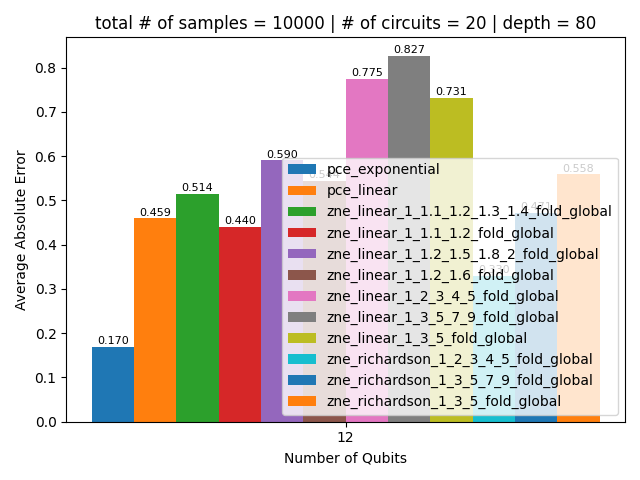 total # of samples = 10000 | # of circuits = 20 | depth = 80
Average Absolute Error
0.8
0.7
0.6
0.5
0.4
0.3
0.2
0.1
0.0
0.170
0.459
0.514
0.440
0.590
0.775
0.827
0.731
0.558
pce_exponential
pce_linear
zne_linear_1_1.1_1.2_1.3_1.4_fold_global
zne_linear_1_1.1_1.2_fold_global
zne_linear_1_1.2_1.5_1.8_2_fold_global
zne_linear_1_1.2_1.6_fold_global
zne_linear_1_2_3_4_5_fold_global
zne_linear_1_3_5_7_9_fold_global
zne_linear_1_3_5_fold_global
zne_richardson_1_2_3_4_5_fold_global
zne_richardson_1_3_5_7_9_fold_global
zne_richardson_1_3_5_fold_global
12
Number of Qubits